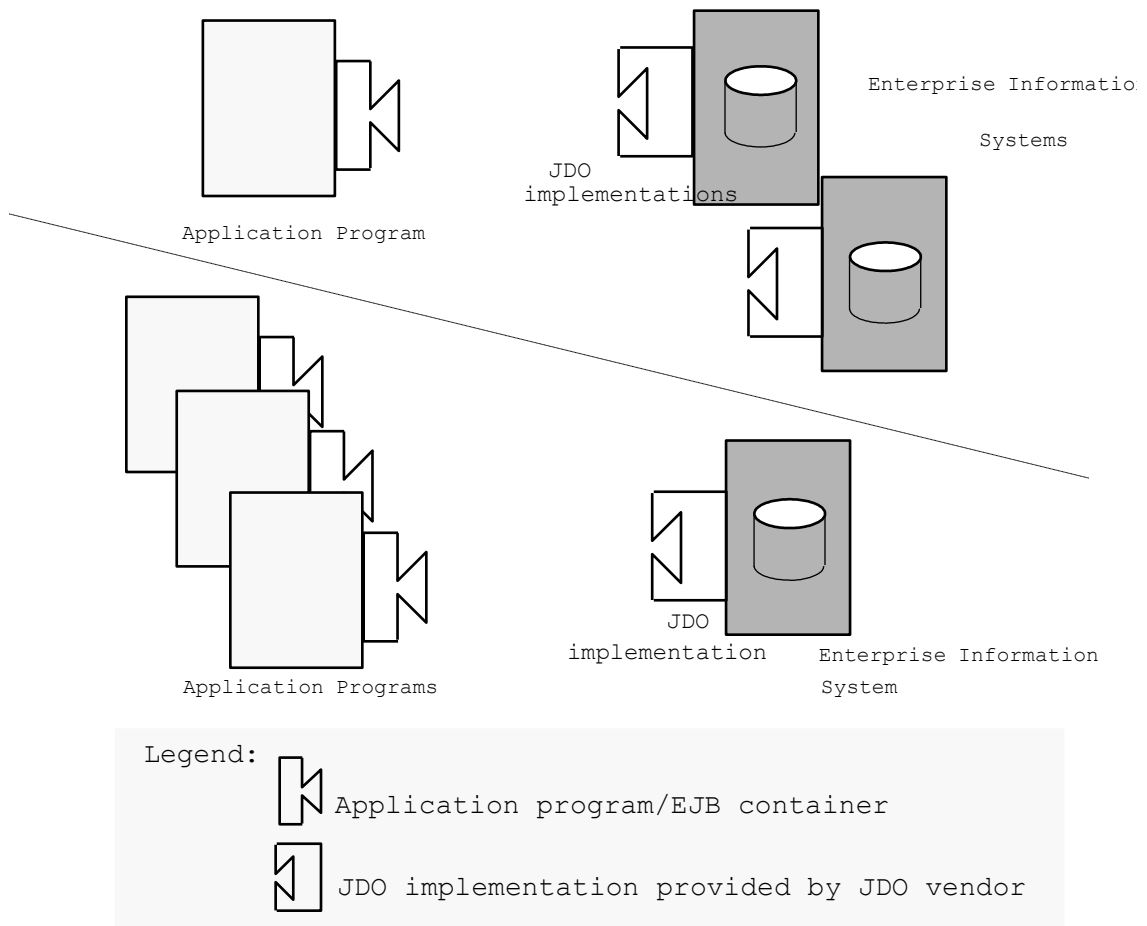 Enterprise Informatio
Systems
JDO
implementations
Application Program
JDO
implementation
Enterprise Information
System
Application Programs
Legend:
Application program/EJB container
JDO implementation provided by JDO vendor